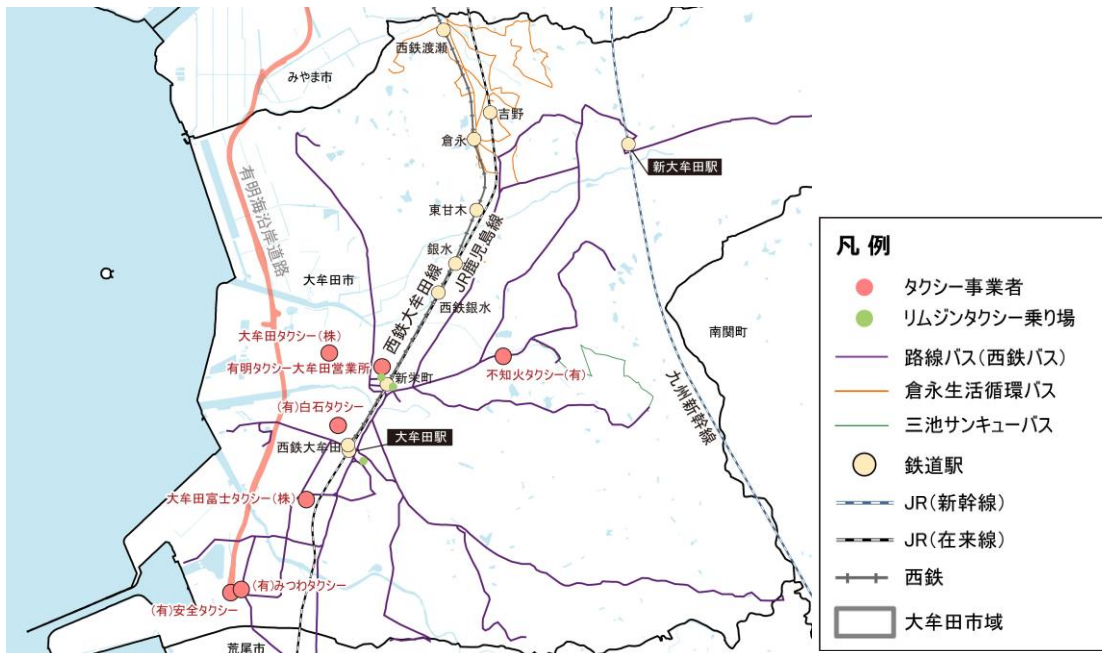 西鉄渡瀬
みやま市
吉野
倉永
新大牟田駅
有明海沿岸道路
東甘木
銀水
JR鹿児島線
西鉄大牟田線
大牟田市
西鉄銀水
南関町
大牟田タクシー(株)
有明タクシー大牟田営業所
新栄町
不知火タクシー(有)
九州新幹線
(有)白石タクシー
西鉄大牟田
大牟田駅
大牟田富士タクシー(株)
(有)みつわタクシー
(有)安全タクシー
荒尾市
凡例
タクシー事業者
リムジンタクシー乗り場
路線バス(西鉄バス)
倉永生活循環バス
三池サンキューバス
鉄道駅
JR(新幹線)
JR(在来線)
西鉄
大牟田市域